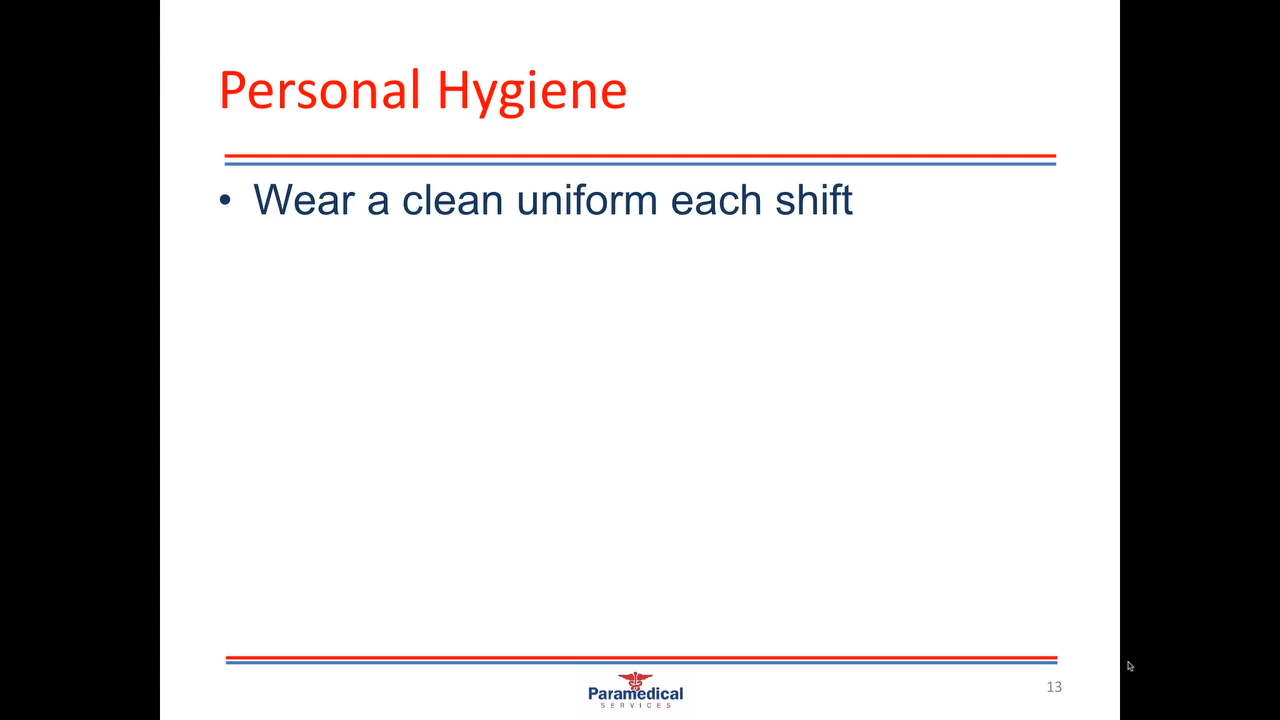 Personal Hygiene
• Wear a clean uniform each shift
Paramedical
SERVICES
13